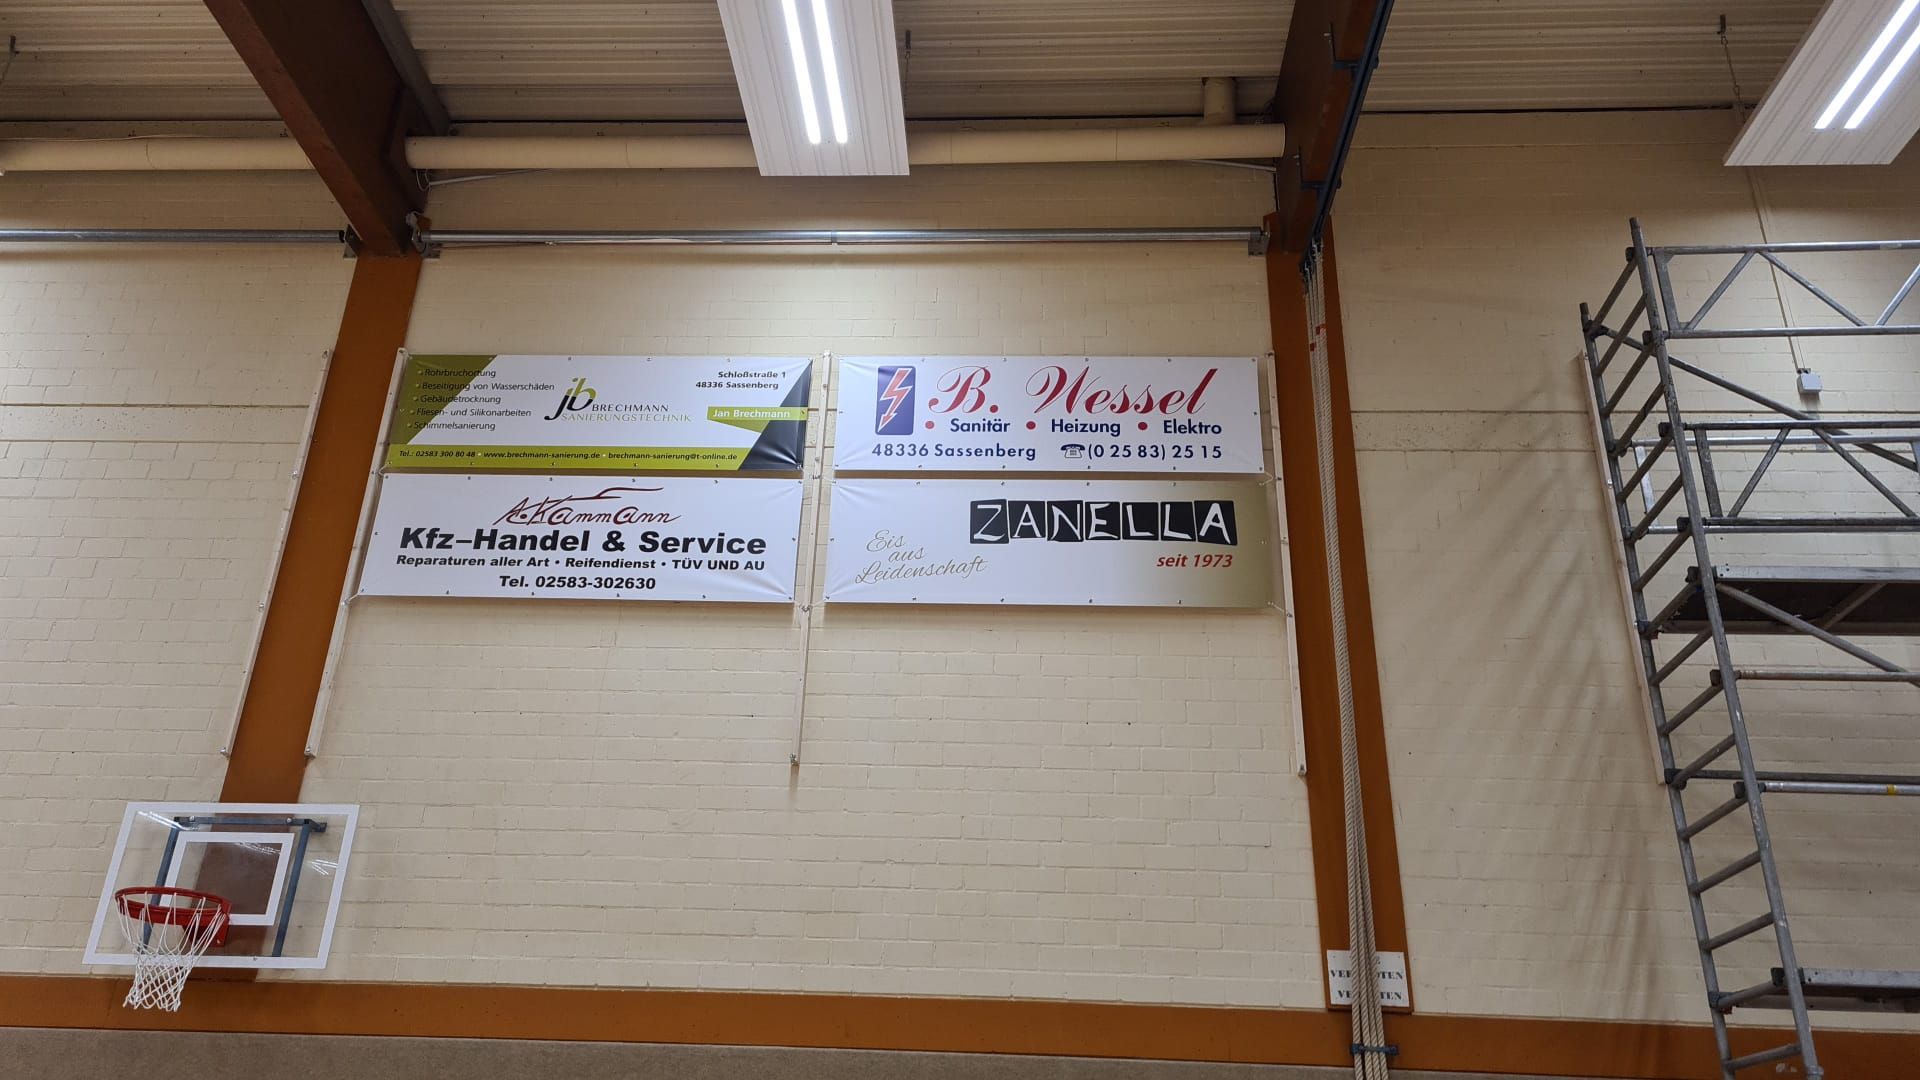 • Rohrbruchortung
• Beseitigung von Wasserschäden
• Gebäudetrocknung
• Fliesen- und Silikonarbeiten
• Schimmelsanierung
jb BRECHMANN
SANIERUNGSTECHNIK
Schloßstraße 1
48336 Sassenberg
Jan Brechmann
Tel.: 02583 300 80 48 • www.brechmann-sanierung.de • brechmann-sanierung@t-online.de
B. Wessel
• Sanitär • Heizung • Elektro
48336 Sassenberg ☎(0 25 83) 25 15
A. Kammann
Kfz-Handel & Service
Reparaturen aller Art • Reifendienst • TÜV UND AU
Tel. 02583-302630
ZANELLA
Eis
aus
Leidenschaft
seit 1973